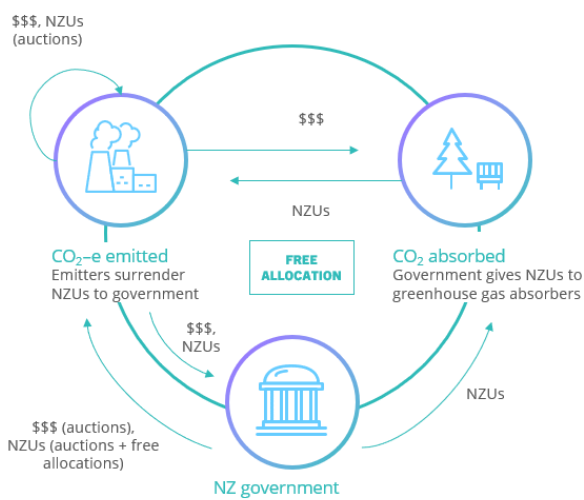 $$$, NZUs
(auctions)
$$$
NZUs
CO₂–e emitted
Emitters surrender
NZUs to government
FREE
ALLOCATION
CO₂ absorbed
Government gives NZUs to
greenhouse gas absorbers
$$$,
NZUs
NZUs
$$$ (auctions),
NZUs (auctions + free
allocations)
NZ government